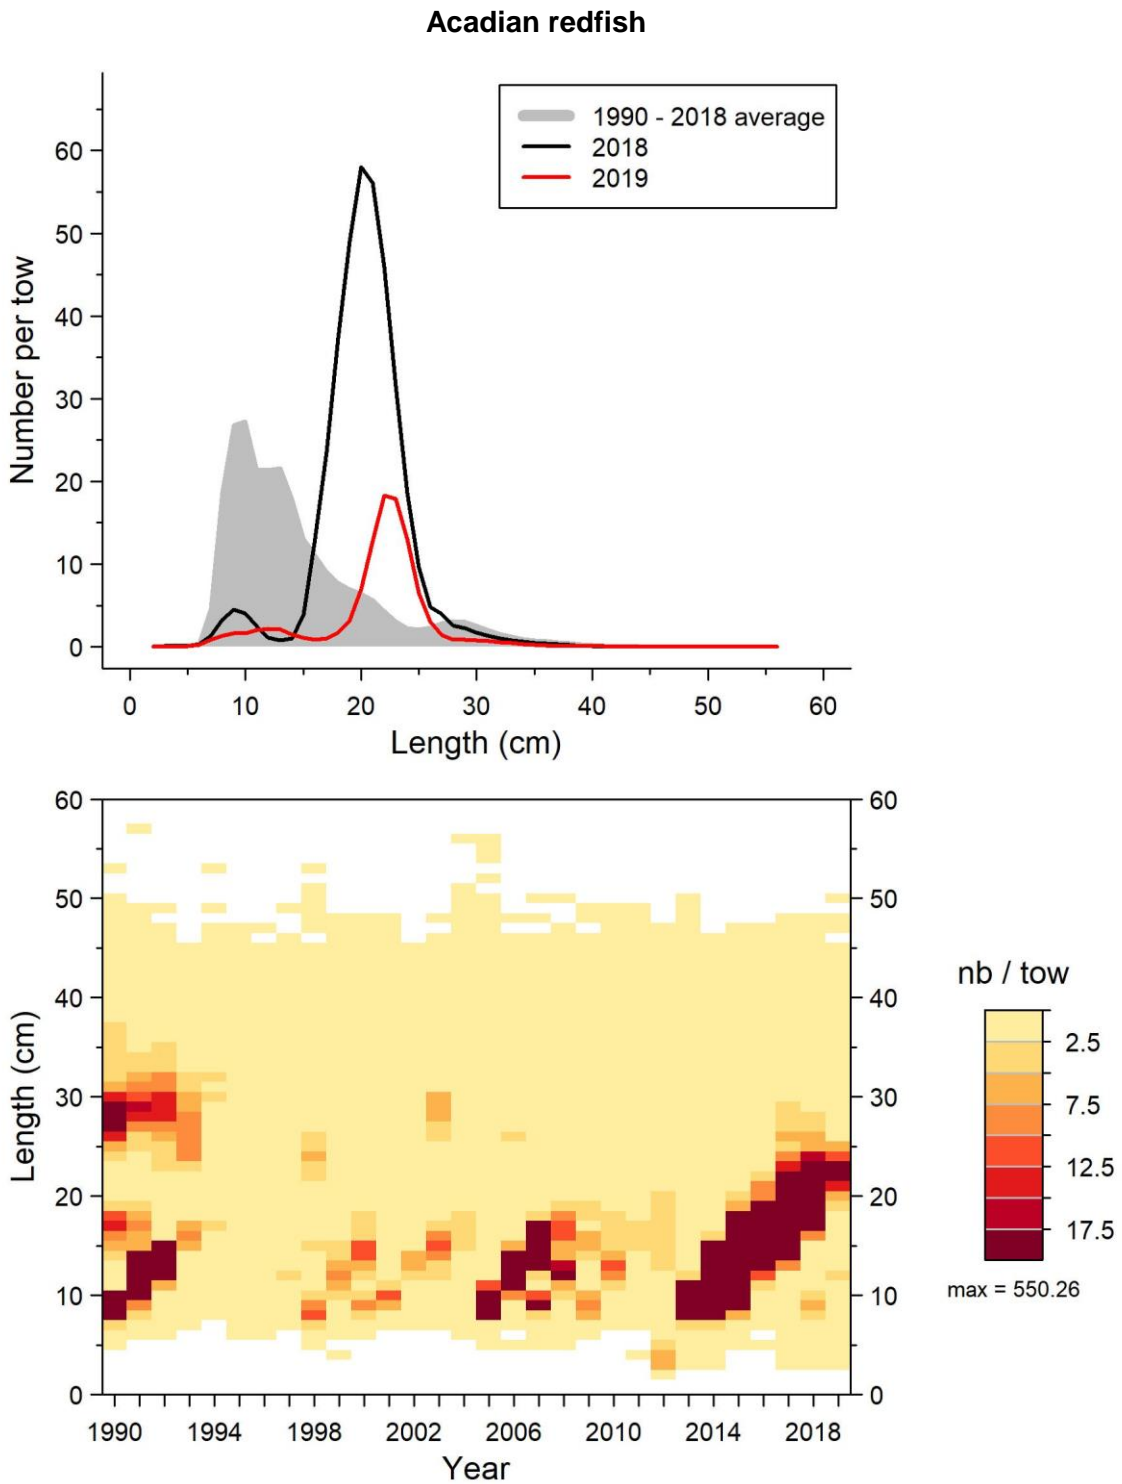 Acadian redfish
1990 - 2018 average
2018
2019
Number per tow
60
50
40
30
20
10
0
0 10 20 30 40 50 60
Length (cm)
60 60
50 50
40 40
30 30
20 20
10 10
0 0
Length (cm)
1990 1994 1998 2002 2006 2010 2014 2018
Year
nb / tow
2.5
7.5
12.5
17.5
max = 550.26